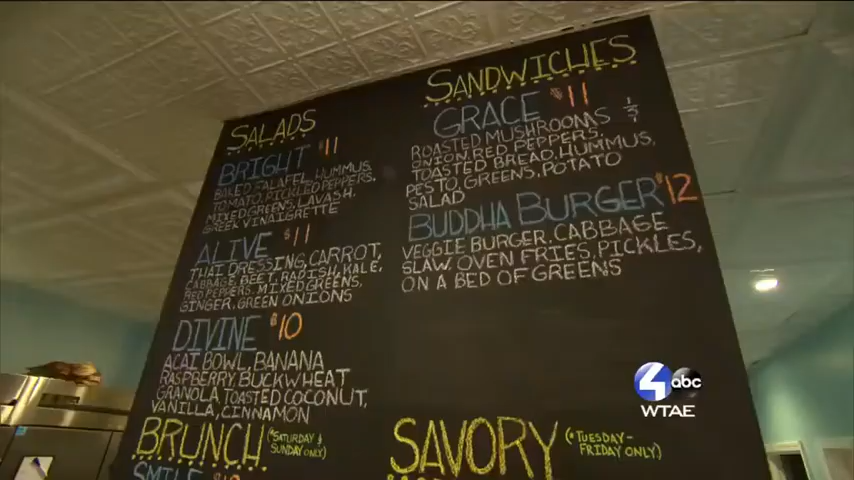 SALADS
BRIGHT $11
BAKED FALAFEL, HUMMUS,
TOMATO, PICKLED PEPPERS,
MIXED GREENS, LAVASH,
GREEK VINAIGRETTE
ALIVE $11
THAI DRESSING, CARROT,
CABBAGE, BEET, RADISH, KALE,
RED PEPPERS, MIXED GREENS,
GINGER, GREEN ONIONS
DIVINE $10
ACAI BOWL, BANANA
RASPBERRY, BUCKWHEAT
GRANOLA, TOASTED COCONUT,
VANILLA, CINNAMON
BRUNCH (*SATURDAY &
SUNDAY ONLY)
SMILE
SANDWICHES
GRACE $11
ROASTED MUSHROOMS
ONION, RED PEPPERS,
TOASTED BREAD, HUMMUS,
PESTO, GREENS, POTATO
SALAD
BUDDHA BURGER $12
VEGGIE BURGER, CABBAGE
SLAW, OVEN FRIES, PICKLES,
ON A BED OF GREENS
SAVORY (*TUESDAY-
FRIDAY ONLY)
4 abc
WTAE